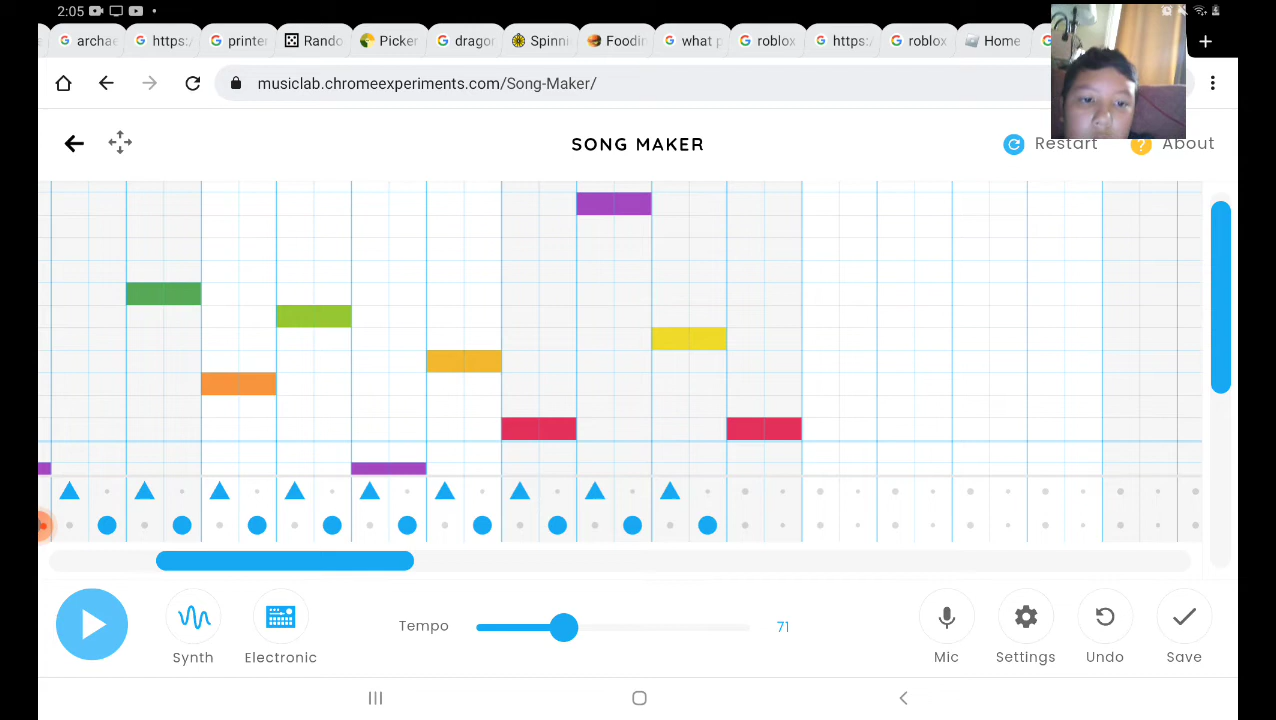 2:05
archae https:/ printe Rando Picker dragor Spinni Foodin what p roblox https:/ roblox Home
musiclab.chromeexperiments.com/Song-Maker/
SONG MAKER Restart ? About
Synth Electronic Tempo 71 Mic Settings Undo Save